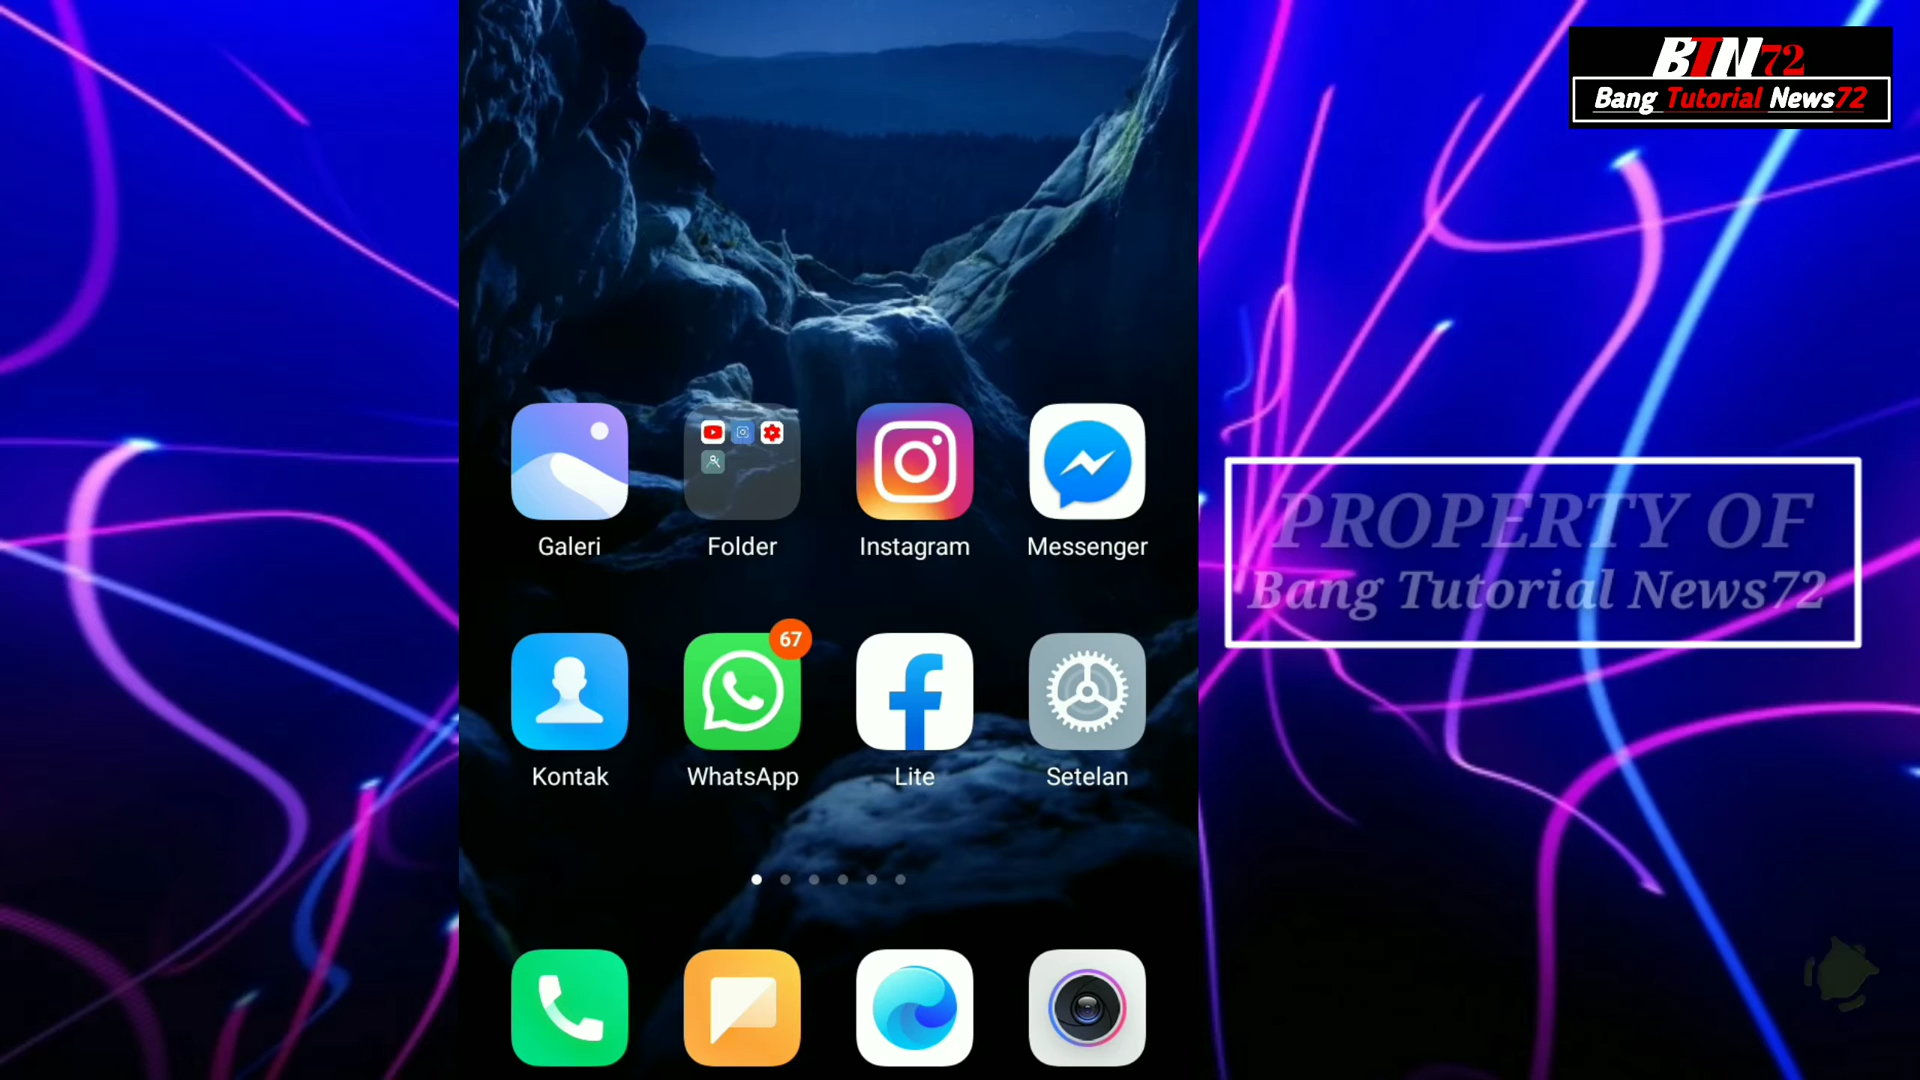 BTN72
Bang Tutorial News72
Galeri
Folder
Instagram
Messenger
PROPERTY OF
Bang Tutorial News72
67
Kontak
WhatsApp
Lite
Setelan